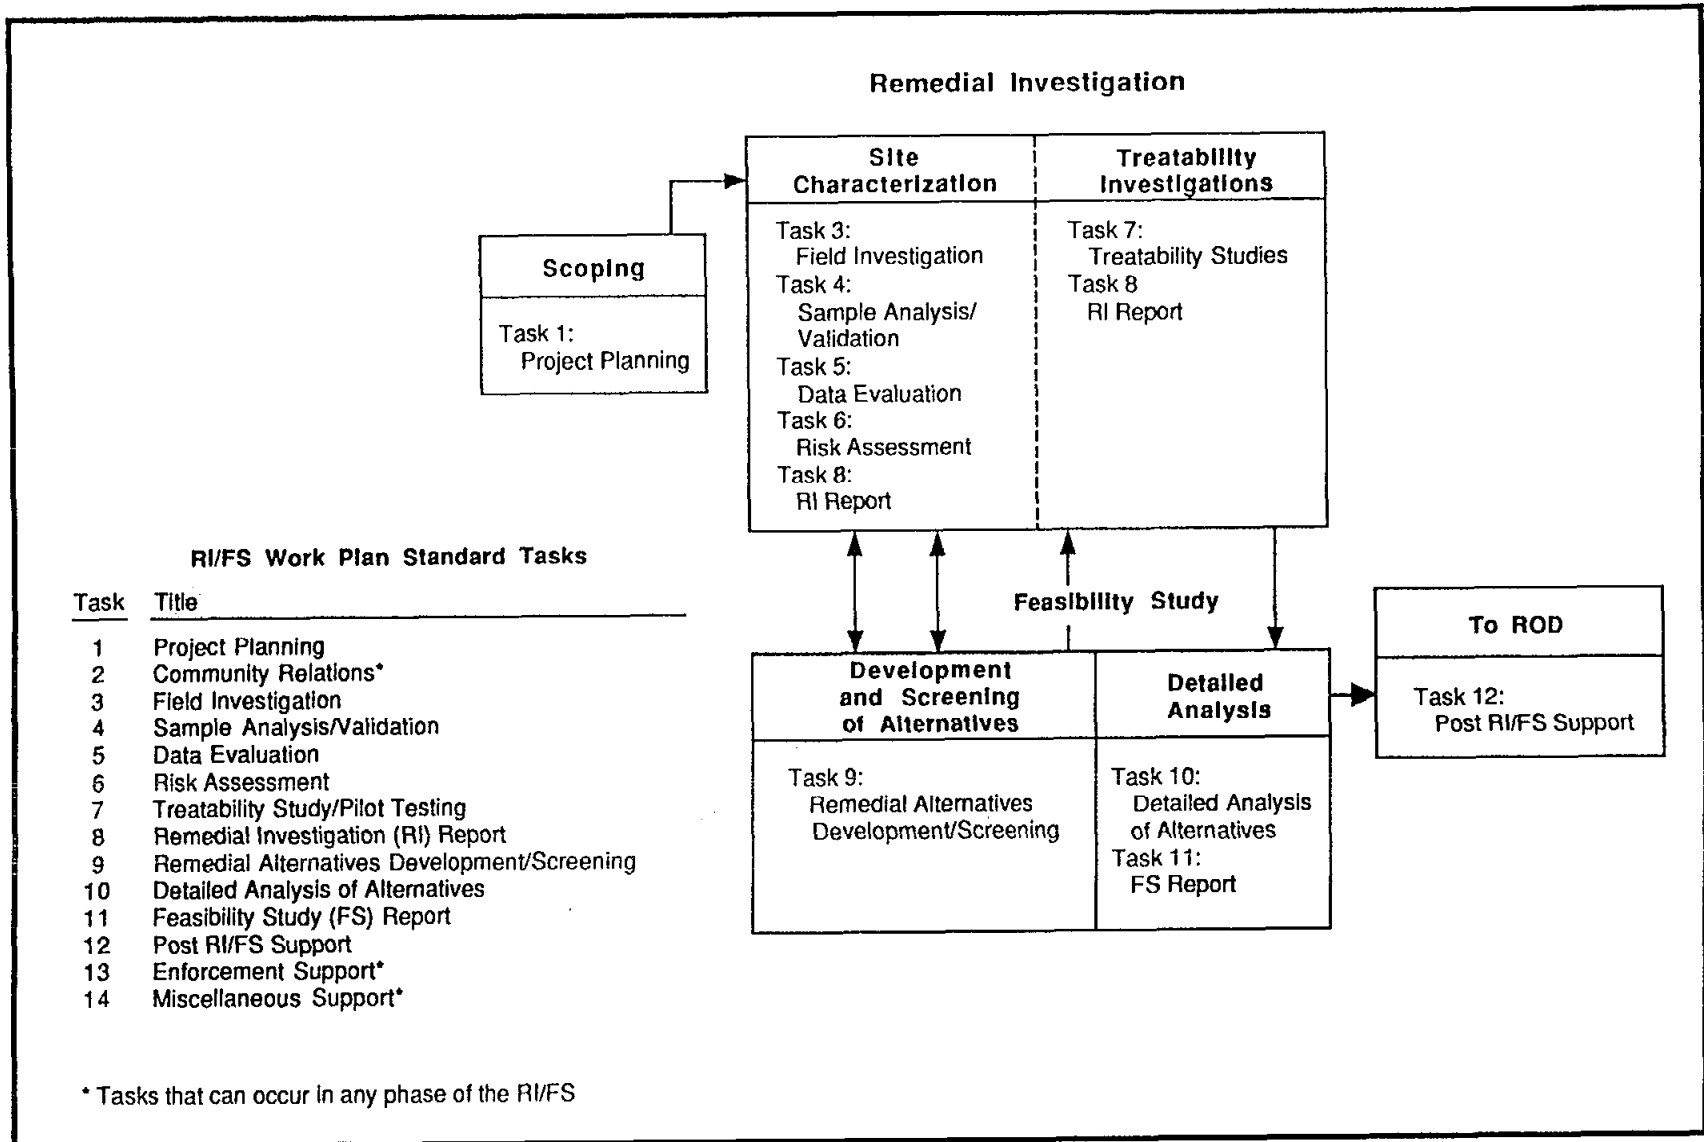 Remedial Investigation
Site
Characterization
Treatability
Investigations
Task 3:
Field Investigation
Task 4:
Sample Analysis/
Validation
Task 5:
Data Evaluation
Task 6:
Risk Assessment
Task 8:
RI Report
Task 7:
Treatability Studies
Task 8
RI Report
Scoping
Task 1:
Project Planning
Feasibility Study
Development
and Screening
of Alternatives
Detailed
Analysis
Task 9:
Remedial Alternatives
Development/Screening
Task 10:
Detailed Analysis
of Alternatives
Task 11:
FS Report
To ROD
Task 12:
Post RI/FS Support
RI/FS Work Plan Standard Tasks
Task Title
1 Project Planning
2 Community Relations*
3 Field Investigation
4 Sample Analysis/Validation
5 Data Evaluation
6 Risk Assessment
7 Treatability Study/Pilot Testing
8 Remedial Investigation (RI) Report
9 Remedial Alternatives Development/Screening
10 Detailed Analysis of Alternatives
11 Feasibility Study (FS) Report
12 Post RI/FS Support
13 Enforcement Support*
14 Miscellaneous Support*
* Tasks that can occur in any phase of the RI/FS